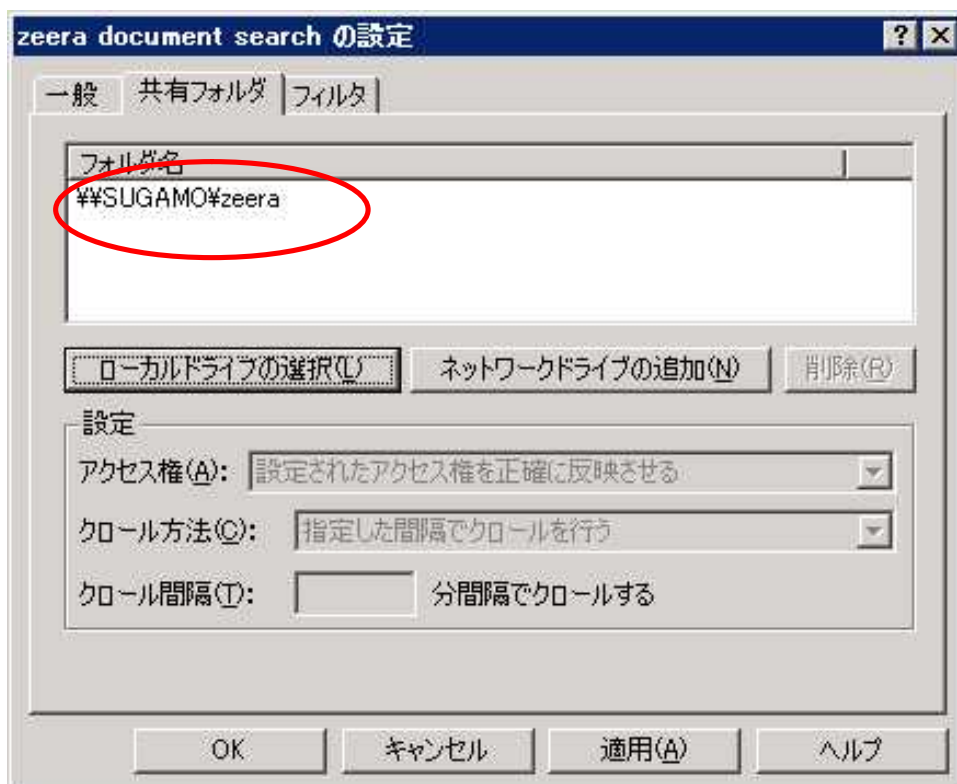 zeera document search の設定
一般 共有フォルダ フィルタ
フォルダ名
¥¥SUGAMO¥zeera
ローカルドライブの選択(L) ネットワークドライブの追加(N) 削除(R)
設定
アクセス権(A): 設定されたアクセス権を正確に反映させる
クロール方法(C): 指定した間隔でクロールを行う
クロール間隔(T): 分間隔でクロールする
OK キャンセル 適用(A) ヘルプ